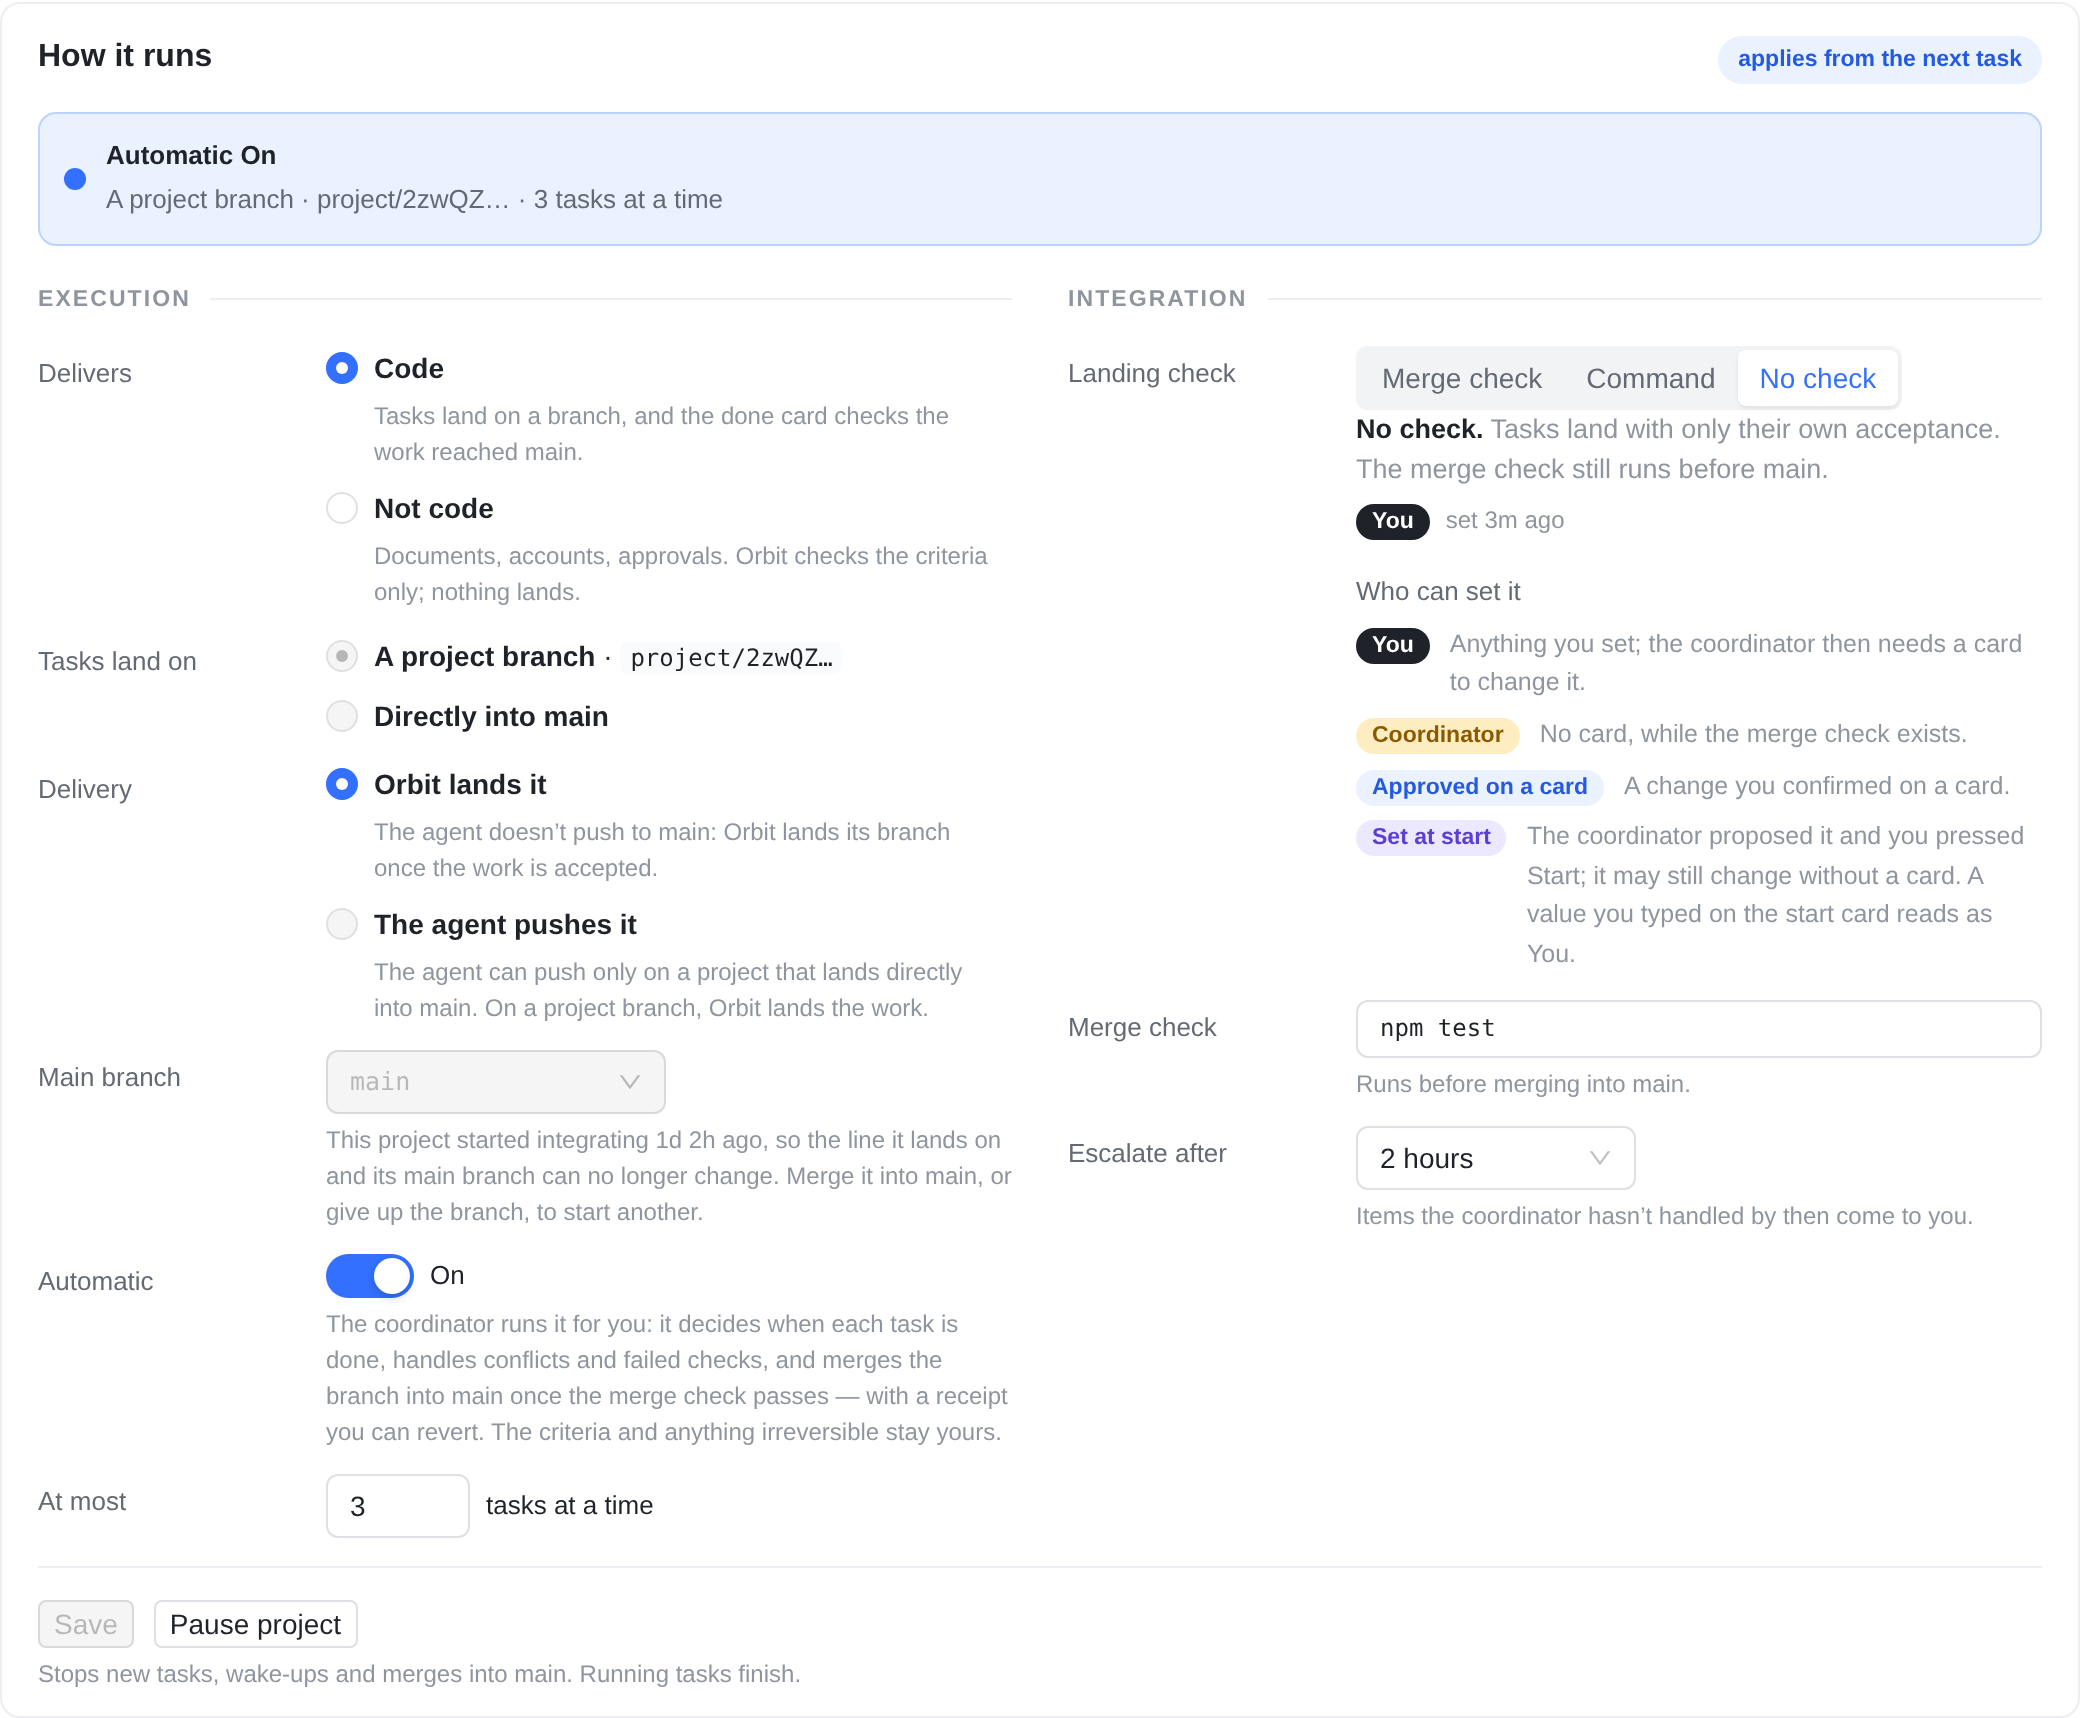 How it runs
applies from the next task
Automatic On
A project branch · project/2zwQZ… · 3 tasks at a time
EXECUTION
Delivers
Code
Tasks land on a branch, and the done card checks the
work reached main.
Not code
Documents, accounts, approvals. Orbit checks the criteria
only; nothing lands.
Tasks land on
A project branch · project/2zwQZ…
Directly into main
Delivery
Orbit lands it
The agent doesn’t push to main: Orbit lands its branch
once the work is accepted.
The agent pushes it
The agent can push only on a project that lands directly
into main. On a project branch, Orbit lands the work.
Main branch
main
This project started integrating 1d 2h ago, so the line it lands on
and its main branch can no longer change. Merge it into main, or
give up the branch, to start another.
Automatic
On
The coordinator runs it for you: it decides when each task is
done, handles conflicts and failed checks, and merges the
branch into main once the merge check passes — with a receipt
you can revert. The criteria and anything irreversible stay yours.
At most
3 tasks at a time
INTEGRATION
Landing check
Merge check Command No check
No check. Tasks land with only their own acceptance.
The merge check still runs before main.
You set 3m ago
Who can set it
You Anything you set; the coordinator then needs a card
to change it.
Coordinator No card, while the merge check exists.
Approved on a card A change you confirmed on a card.
Set at start The coordinator proposed it and you pressed
Start; it may still change without a card. A
value you typed on the start card reads as
You.
Merge check
npm test
Runs before merging into main.
Escalate after
2 hours
Items the coordinator hasn’t handled by then come to you.
Save Pause project
Stops new tasks, wake-ups and merges into main. Running tasks finish.